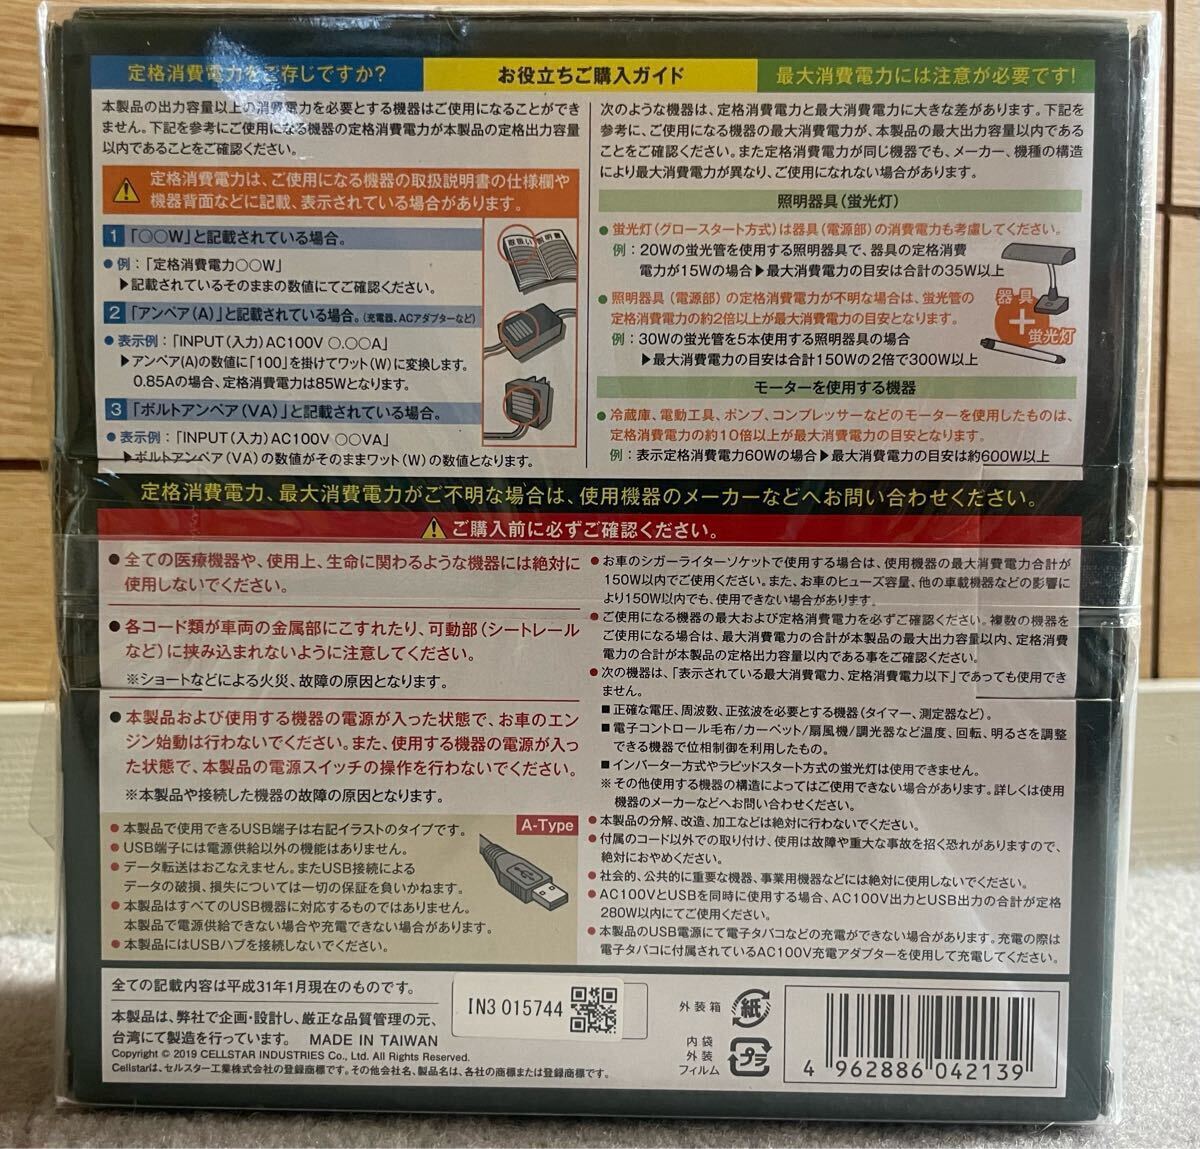 定格消費電力をご存じですか?
お役立ちご購入ガイド
最大消費電力には注意が必要です!
本製品の出力容量以上の消費電力を必要とする機器はご使用になることができ
ません。下記を参考にご使用になる機器の定格消費電力が本製品の定格出力容量
以内であることをご確認ください。
定格消費電力は、ご使用になる機器の取扱説明書の仕様欄や
機器背面などに記載、表示されている場合があります。
1 「○○W」と記載されている場合。
●例:「定格消費電力○○W」
▶記載されているそのままの数値にてご確認ください。
2 「アンペア(A)」と記載されている場合。(充電器、ACアダプターなど)
●表示例:「INPUT(入力)AC100V ○.○○A」
▶アンペア(A)の数値に「100」を掛けてワット(W)に変換します。
0.85Aの場合、定格消費電力は85Wとなります。
3 「ボルトアンペア(VA)」と記載されている場合。
●表示例:「INPUT(入力)AC100V ○○VA」
▶ボルトアンペア(VA)の数値がそのままワット(W)の数値となります。
取扱い説明書
次のような機器は、定格消費電力と最大消費電力に大きな差があります。下記を
参考に、ご使用になる機器の最大消費電力が、本製品の最大出力容量以内である
ことをご確認ください。また定格消費電力が同じ機器でも、メーカー、機種の構造
により最大消費電力が異なり、ご使用になれない場合があります。
照明器具(蛍光灯)
●蛍光灯(グロースタート方式)は器具(電源部)の消費電力も考慮してください。
例:20Wの蛍光管を使用する照明器具で、器具の定格消費
電力が15Wの場合▶最大消費電力の目安は合計の35W以上
●照明器具(電源部)の定格消費電力が不明な場合は、蛍光管の
定格消費電力の約2倍以上が最大消費電力の目安となります。
例:30Wの蛍光管を5本使用する照明器具の場合
▶最大消費電力の目安は合計150Wの2倍で300W以上
器具
+
蛍光灯
モーターを使用する機器
●冷蔵庫、電動工具、ポンプ、コンプレッサーなどのモーターを使用したものは、
定格消費電力の約10倍以上が最大消費電力の目安となります。
例:表示定格消費電力60Wの場合▶最大消費電力の目安は約600W以上
定格消費電力、最大消費電力がご不明な場合は、使用機器のメーカーなどへお問い合わせください。
ご購入前に必ずご確認ください。
●全ての医療機器や、使用上、生命に関わるような機器には絶対に
使用しないでください。
●各コード類が車両の金属部にこすれたり、可動部(シートレール
など)に挟み込まれないように注意してください。
※ショートなどによる火災、故障の原因となります。
●本製品および使用する機器の電源が入った状態で、お車のエン
ジン始動は行わないでください。また、使用する機器の電源が入っ
た状態で、本製品の電源スイッチの操作を行わないでください。
※本製品や接続した機器の故障の原因となります。
●本製品で使用できるUSB端子は右記イラストのタイプです。
●USB端子には電源供給以外の機能はありません。
●データ転送はおこなえません。またUSB接続による
データの破損、損失については一切の保証を負いかねます。
●本製品はすべてのUSB機器に対応するものではありません。
本製品で電源供給できない場合や充電できない場合があります。
●本製品にはUSBハブを接続しないでください。
A-Type
●お車のシガーライターソケットで使用する場合は、使用機器の最大消費電力合計が
150W以内でご使用ください。また、お車のヒューズ容量、他の車載機器などの影響に
より150W以内でも、使用できない場合があります。
●ご使用になる機器の最大および定格消費電力を必ずご確認ください。複数の機器を
ご使用になる場合は、最大消費電力の合計が本製品の最大出力容量以内、定格消費
電力の合計が本製品の定格出力容量以内である事をご確認ください。
●次の機器は、「表示されている最大消費電力、定格消費電力以下」であっても使用でき
ません。
■正確な電圧、周波数、正弦波を必要とする機器(タイマー、測定器など)。
■電子コントロール毛布/カーペット/扇風機/調光器など温度、回転、明るさを調整
できる機器で位相制御を利用したもの。
■インバーター方式やラピッドスタート方式の蛍光灯は使用できません。
※その他使用する機器の構造によってはご使用できない場合があります。詳しくは使用
機器のメーカーなどへお問い合わせください。
●本製品の分解、改造、加工などは絶対に行わないでください。
●付属のコード以外での取り付け、使用は故障や重大な事故を招く恐れがありますので、
絶対におやめください。
●社会的、公共的に重要な機器、事業用機器などには絶対に使用しないでください。
●AC100VとUSBを同時に使用する場合、AC100V出力とUSB出力の合計が定格
280W以内にてご使用ください。
●本製品のUSB電源にて電子タバコなどの充電ができない場合があります。充電の際は
電子タバコに付属されているAC100V充電アダプターを使用して充電してください。
全ての記載内容は平成31年1月現在のものです。
本製品は、弊社で企画・設計し、厳正な品質管理の元、
台湾にて製造を行っています。 MADE IN TAIWAN
Copyright © 2019 CELLSTAR INDUSTRIES Co., Ltd. All Rights Reserved.
Cellstarは、セルスター工業株式会社の登録商標です。その他会社名、製品名は、各社の商標または登録商標です。
IN3 015744
外装箱
紙
内袋
外装
フィルム
プラ
4 962886 042139